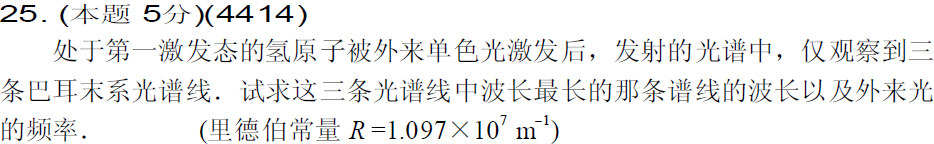 25. (本题 5分)(4414)
处于第一激发态的氢原子被外来单色光激发后，发射的光谱中，仅观察到三
条巴耳末系光谱线．试求这三条光谱线中波长最长的那条谱线的波长以及外来光
的频率． (里德伯常量 R =1.097×10⁷ m⁻¹)